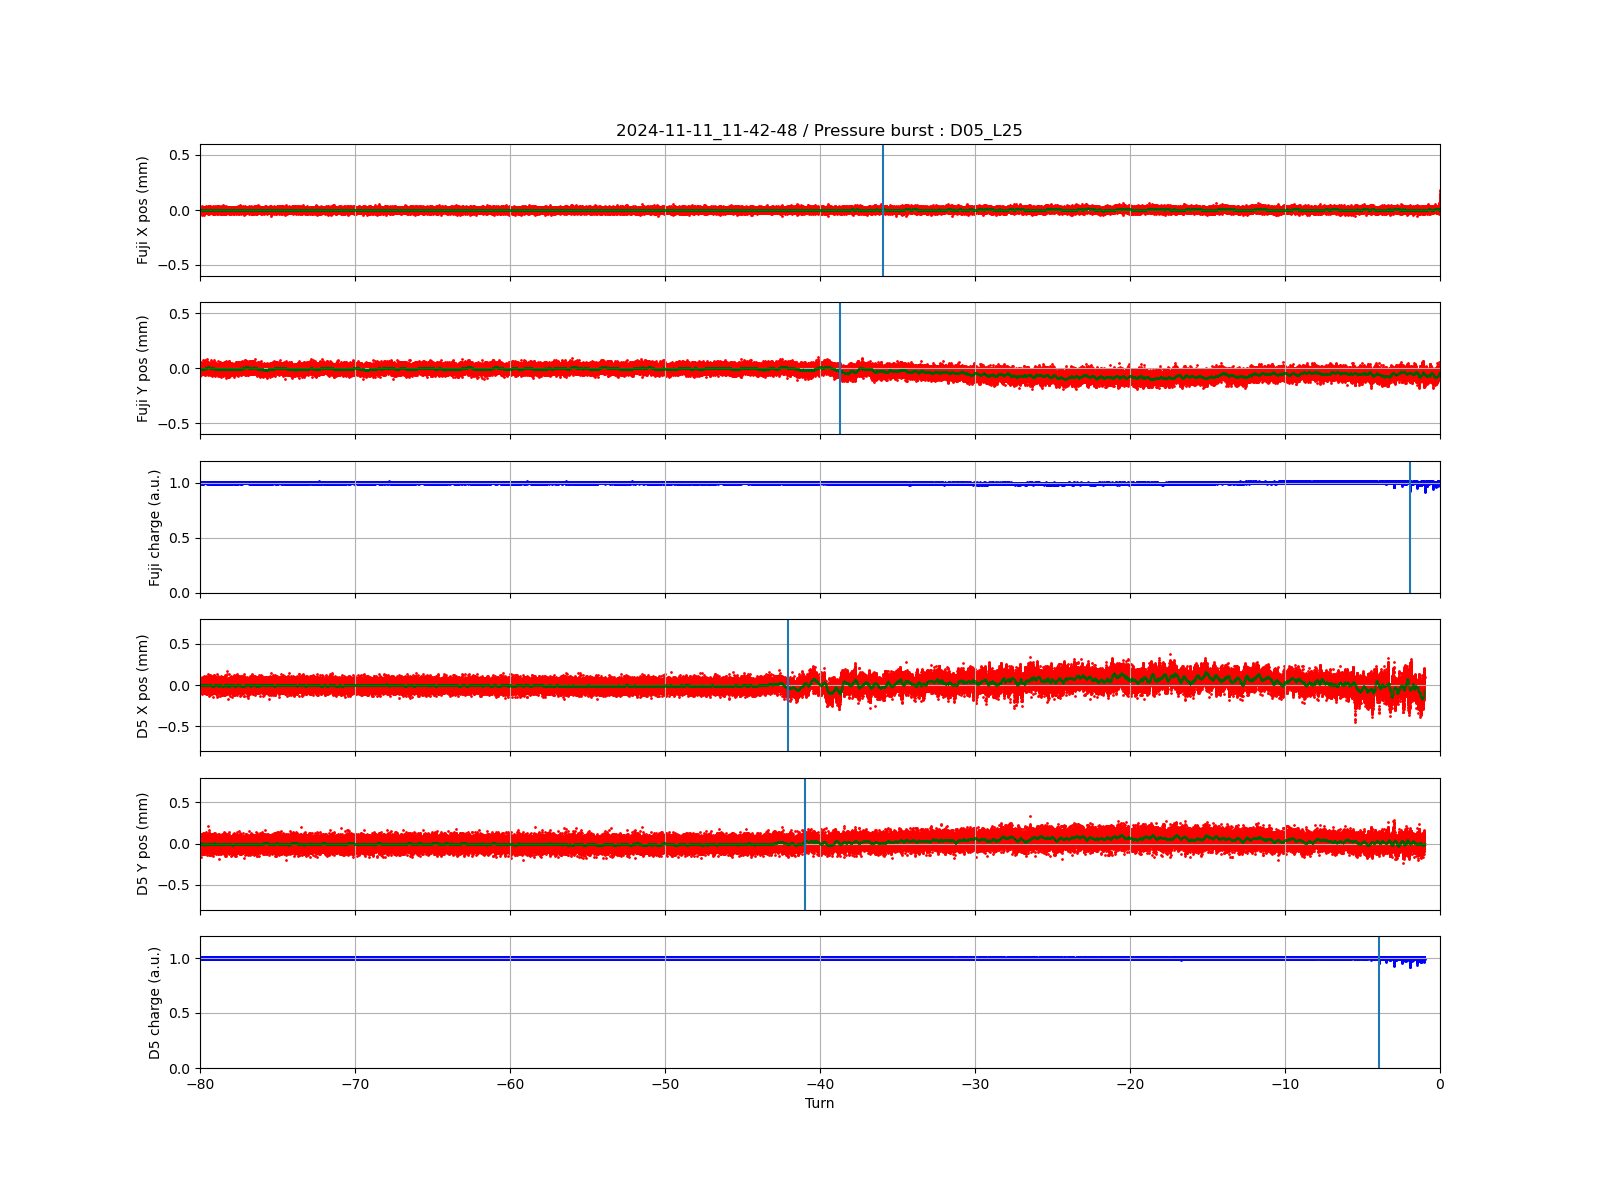 2024-11-11_11-42-48 / Pressure burst : D05_L25
Fuji X pos (mm)
0.5
0.0
−0.5
Fuji Y pos (mm)
0.5
0.0
−0.5
Fuji charge (a.u.)
1.0
0.5
0.0
D5 X pos (mm)
0.5
0.0
−0.5
D5 Y pos (mm)
0.5
0.0
−0.5
D5 charge (a.u.)
1.0
0.5
0.0
−80 −70 −60 −50 −40 −30 −20 −10 0
Turn